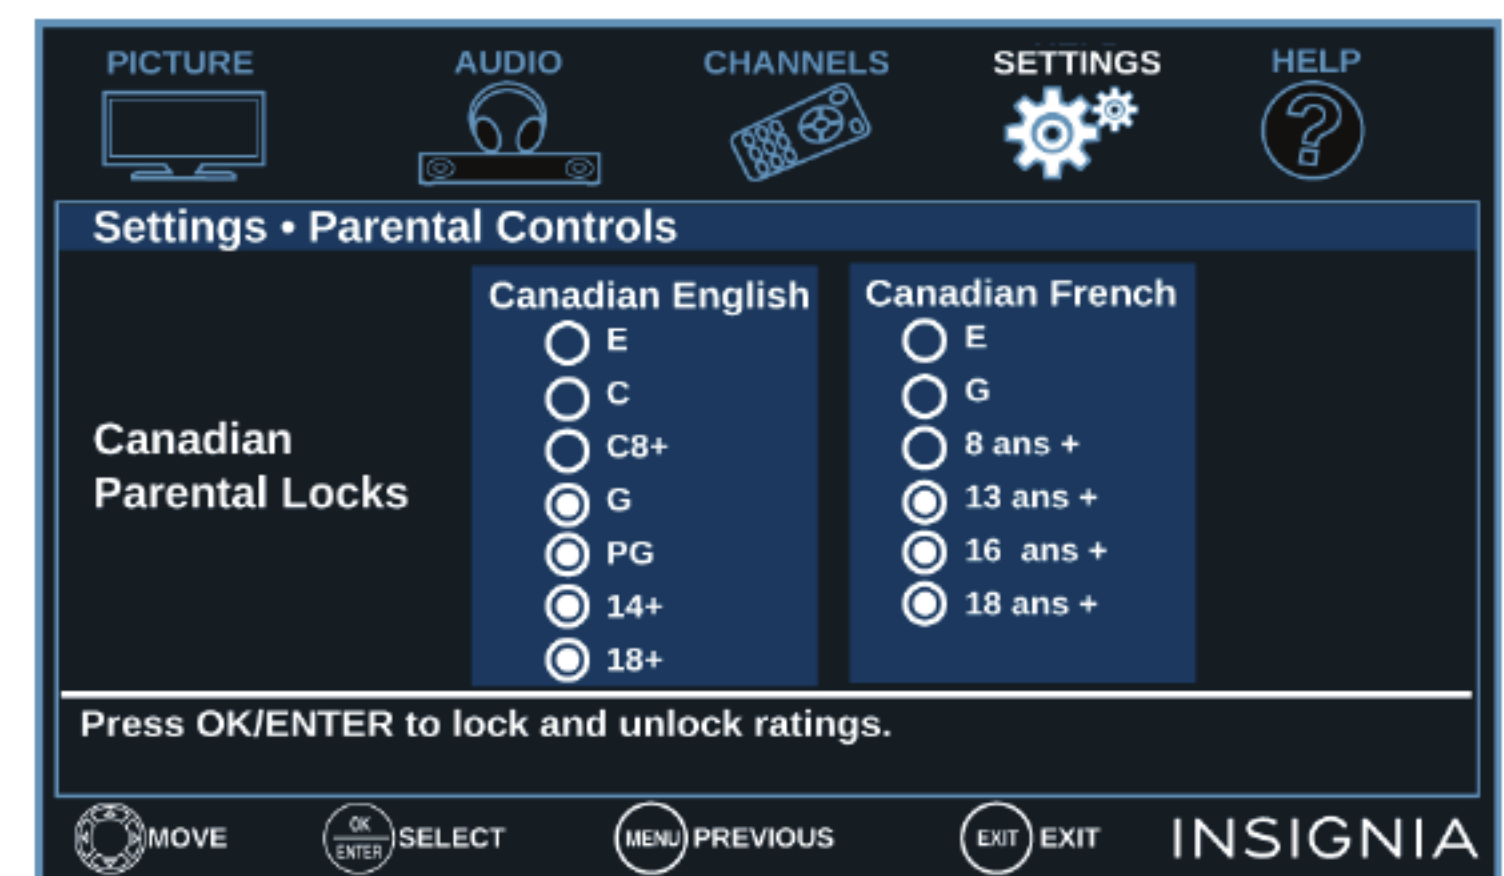 PICTURE AUDIO CHANNELS SETTINGS HELP
?
Settings • Parental Controls
Canadian Parental Locks
Canadian English
E
C
C8+
G
PG
14+
18+
Canadian French
E
G
8 ans +
13 ans +
16 ans +
18 ans +
Press OK/ENTER to lock and unlock ratings.
MOVE OK/ENTER SELECT MENU PREVIOUS EXIT EXIT INSIGNIA